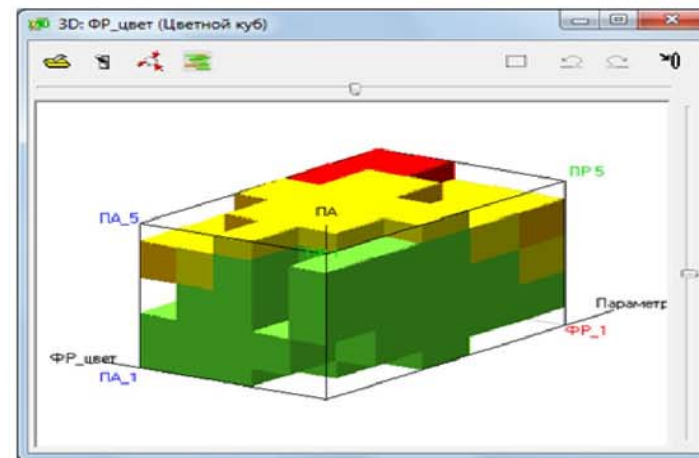 3D: ФР_цвет (Цветной куб)
ПР 5
ПА_5
ПА
Параметр
ФР_1
ФР_цвет
ПА_1